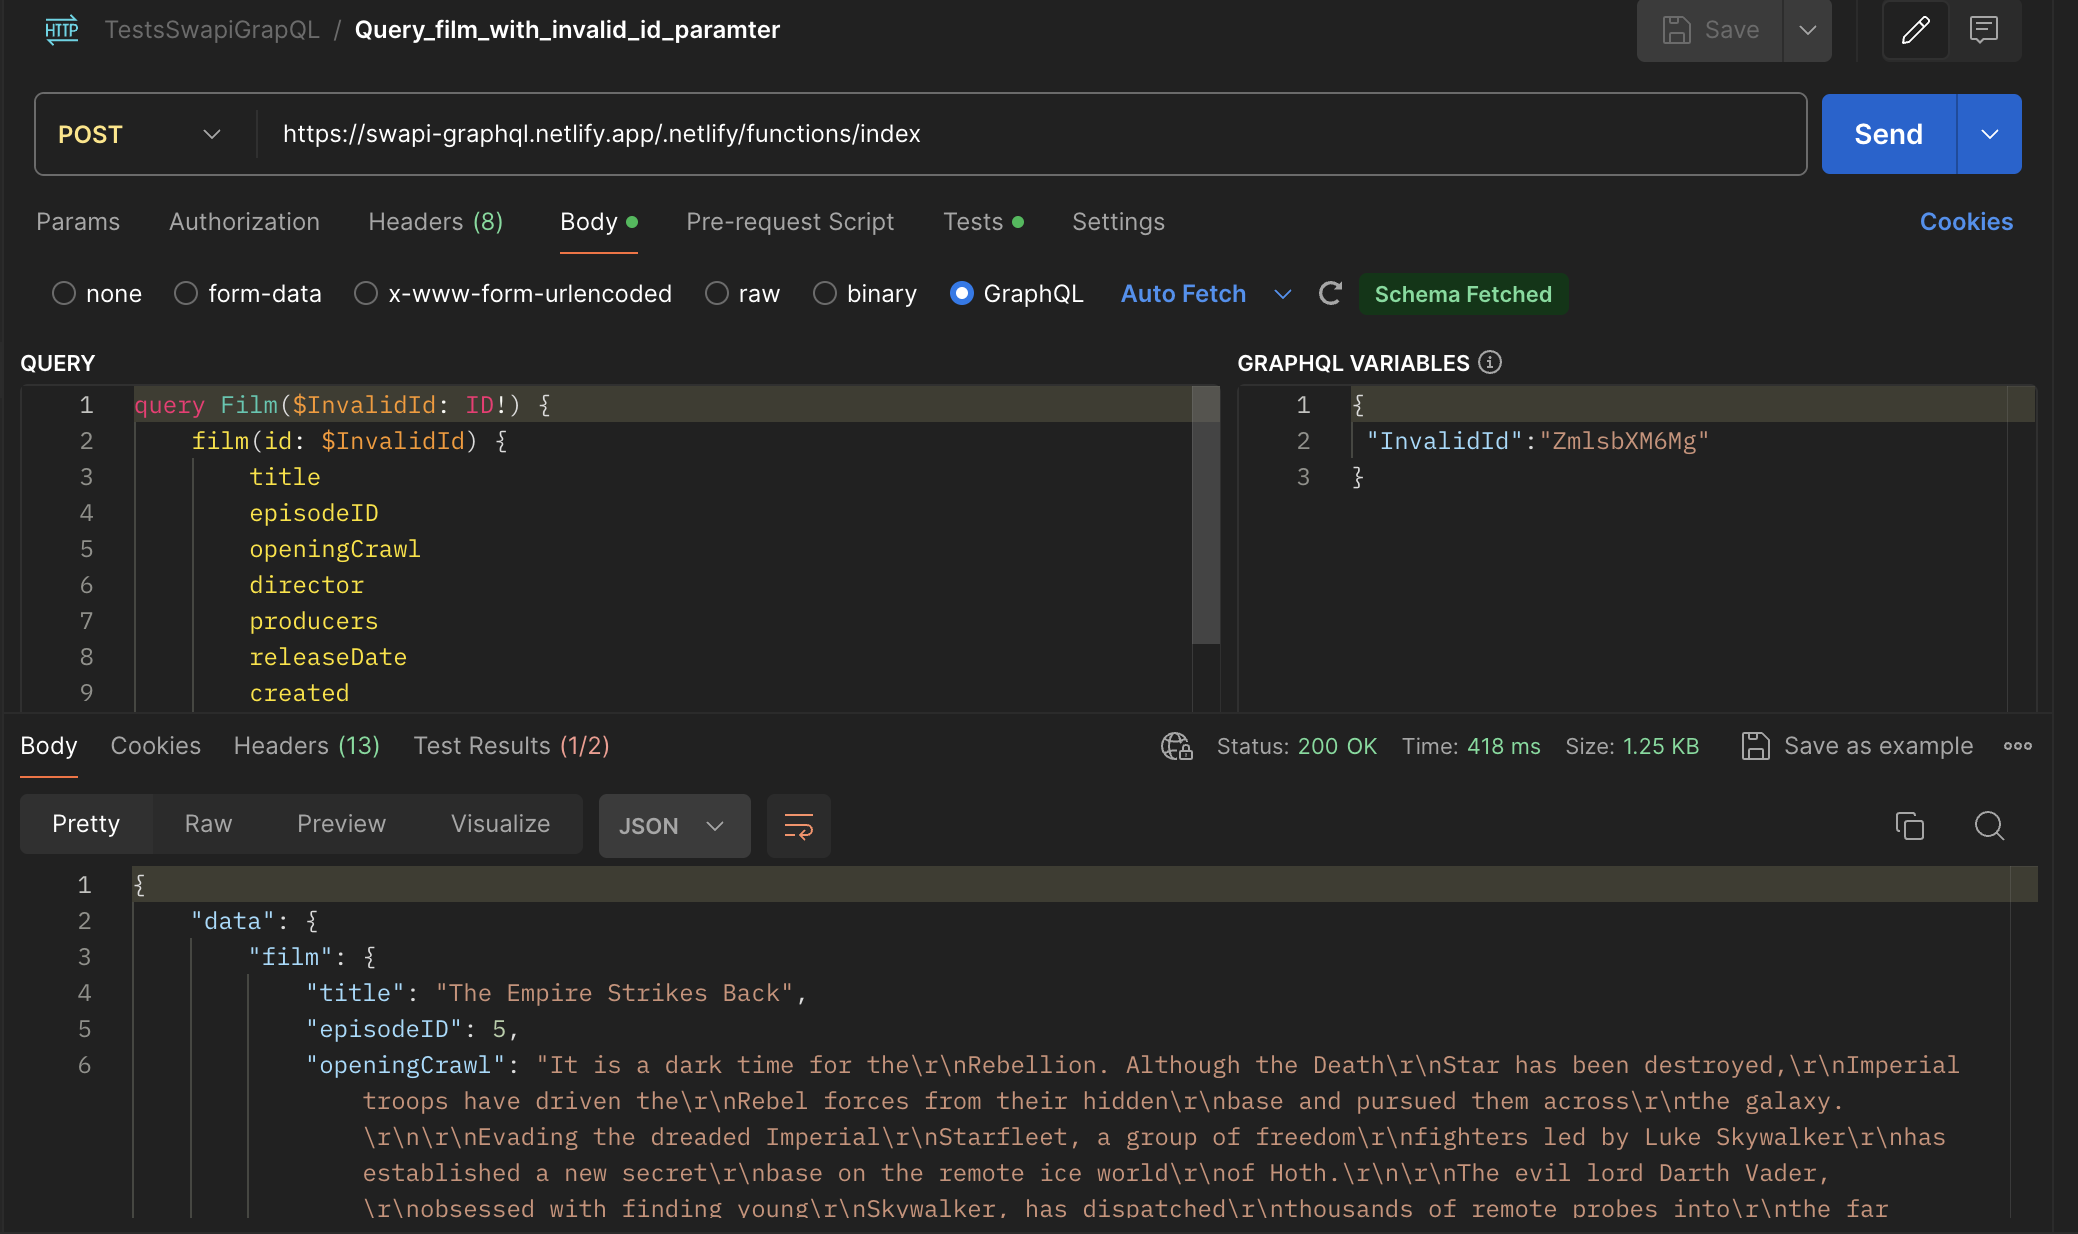 HTTP TestsSwapiGrapQL / Query_film_with_invalid_id_paramter Save
POST https://swapi-graphql.netlify.app/.netlify/functions/index Send
Params Authorization Headers (8) Body Pre-request Script Tests Settings Cookies
none form-data x-www-form-urlencoded raw binary GraphQL Auto Fetch Schema Fetched
QUERY
1 query Film($InvalidId: ID!) {
2 film(id: $InvalidId) {
3 title
4 episodeID
5 openingCrawl
6 director
7 producers
8 releaseDate
9 created
GRAPHQL VARIABLES
1 {
2 "InvalidId":"ZmlsbXM6Mg"
3 }
Body Cookies Headers (13) Test Results (1/2) Status: 200 OK Time: 418 ms Size: 1.25 KB Save as example
Pretty Raw Preview Visualize JSON
1 {
2 "data": {
3 "film": {
4 "title": "The Empire Strikes Back",
5 "episodeID": 5,
6 "openingCrawl": "It is a dark time for the\r\nRebellion. Although the Death\r\nStar has been destroyed,\r\nImperial
troops have driven the\r\nRebel forces from their hidden\r\nbase and pursued them across\r\nthe galaxy.
\r\n\r\nEvading the dreaded Imperial\r\nStarfleet, a group of freedom\r\nfighters led by Luke Skywalker\r\nhas
established a new secret\r\nbase on the remote ice world\r\nof Hoth.\r\n\r\nThe evil lord Darth Vader,
\r\nobsessed with finding young\r\nSkywalker, has dispatched\r\nthousands of remote probes into\r\nthe far